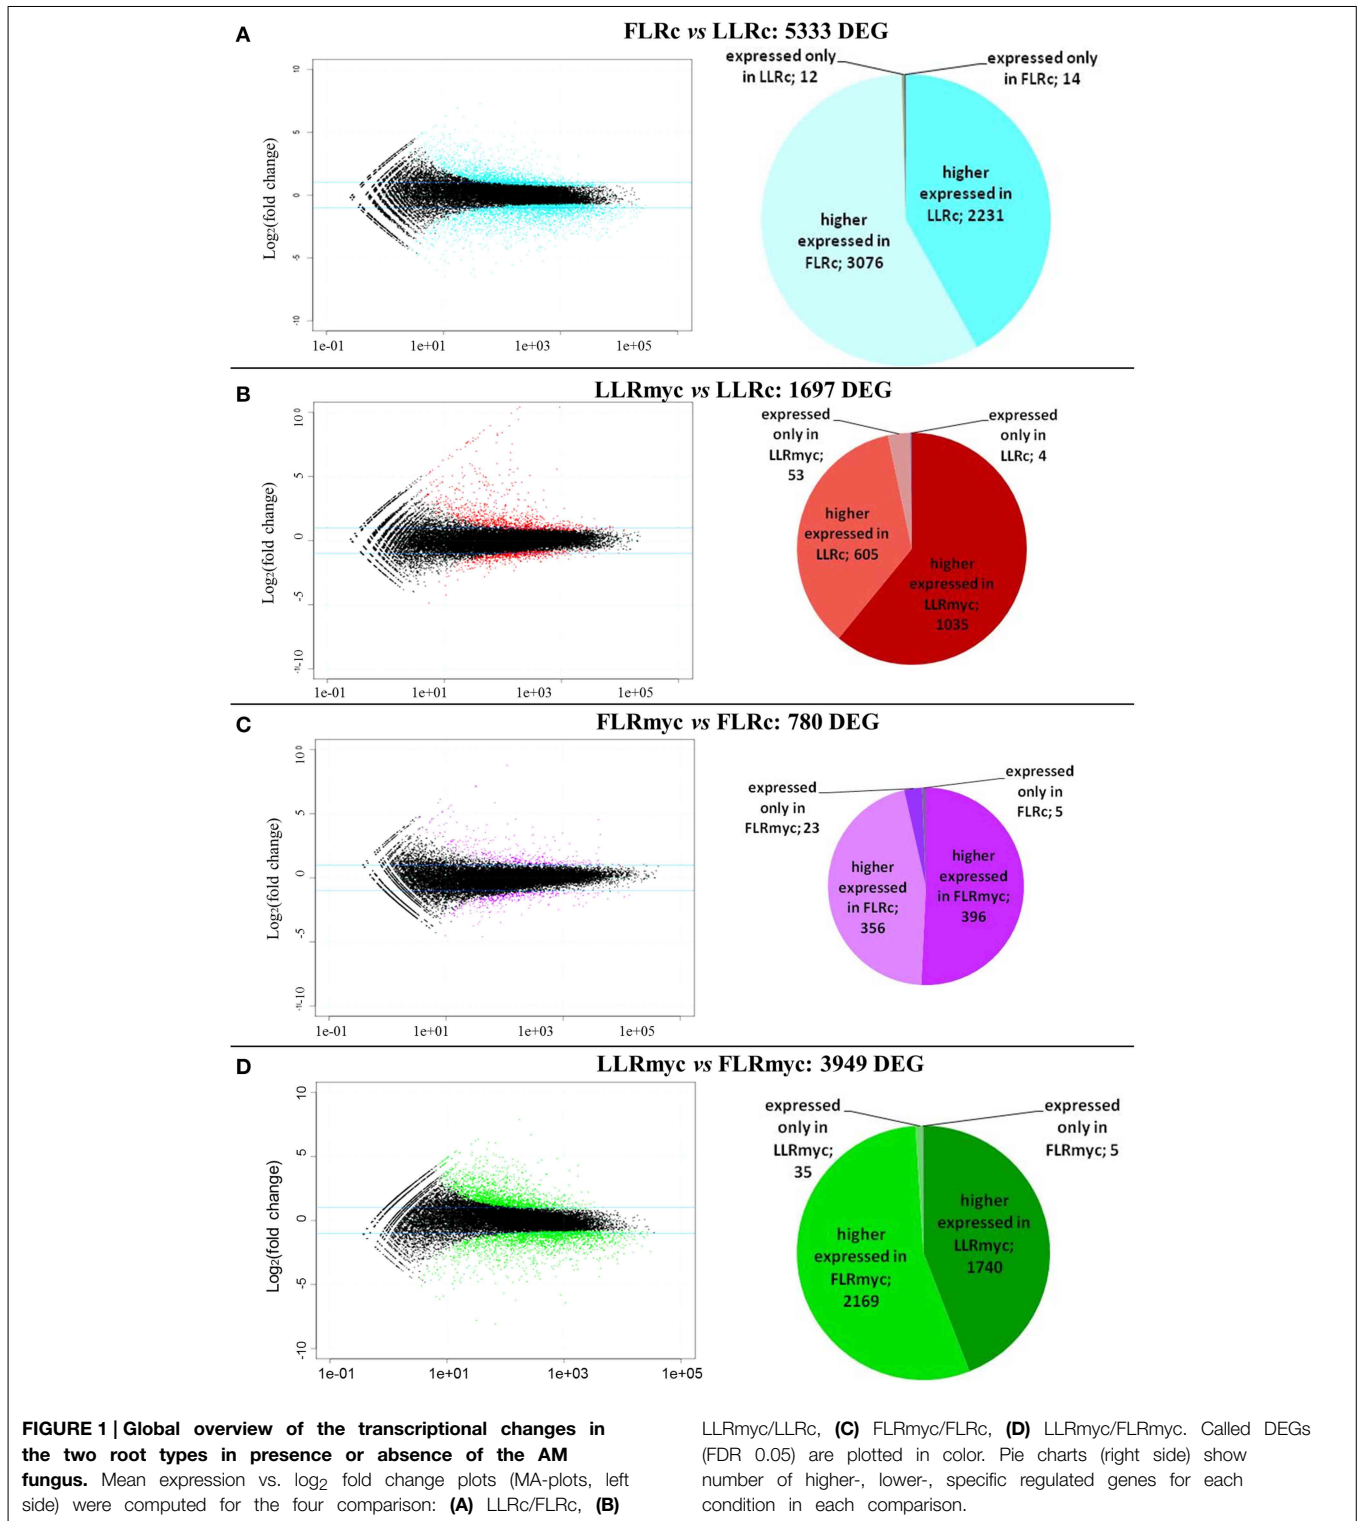 A
FLRc vs LLRc: 5333 DEG
10
5
0
-5
-10
Log2(fold change)
1e-01 1e+01 1e+03 1e+05
expressed only
in LLRc; 12
expressed only
in FLRc; 14
higher
expressed in
LLRc; 2231
higher
expressed in
FLRc; 3076
B
LLRmyc vs LLRc: 1697 DEG
10
5
0
-5
-10
Log2(fold change)
1e-01 1e+01 1e+03 1e+05
expressed
only in
LLRmyc;
53
expressed
only in
LLRc; 4
higher
expressed in
LLRc; 605
higher
expressed in
LLRmyc;
1035
C
FLRmyc vs FLRc: 780 DEG
10
5
0
-5
-10
Log2(fold change)
1e-01 1e+01 1e+03 1e+05
expressed
only in
FLRmyc; 23
expressed
only in
FLRc; 5
higher
expressed
in FLRc;
356
higher
expressed
in FLRmyc;
396
D
LLRmyc vs FLRmyc: 3949 DEG
10
5
0
-5
-10
Log2(fold change)
1e-01 1e+01 1e+03 1e+05
expressed
only in
LLRmyc;
35
expressed
only in
FLRmyc; 5
higher
expressed in
FLRmyc;
2169
higher
expressed in
LLRmyc;
1740
FIGURE 1 | Global overview of the transcriptional changes in
the two root types in presence or absence of the AM
fungus. Mean expression vs. log2 fold change plots (MA-plots, left
side) were computed for the four comparison: (A) LLRc/FLRc, (B)
LLRmyc/LLRc, (C) FLRmyc/FLRc, (D) LLRmyc/FLRmyc. Called DEGs
(FDR 0.05) are plotted in color. Pie charts (right side) show
number of higher-, lower-, specific regulated genes for each
condition in each comparison.